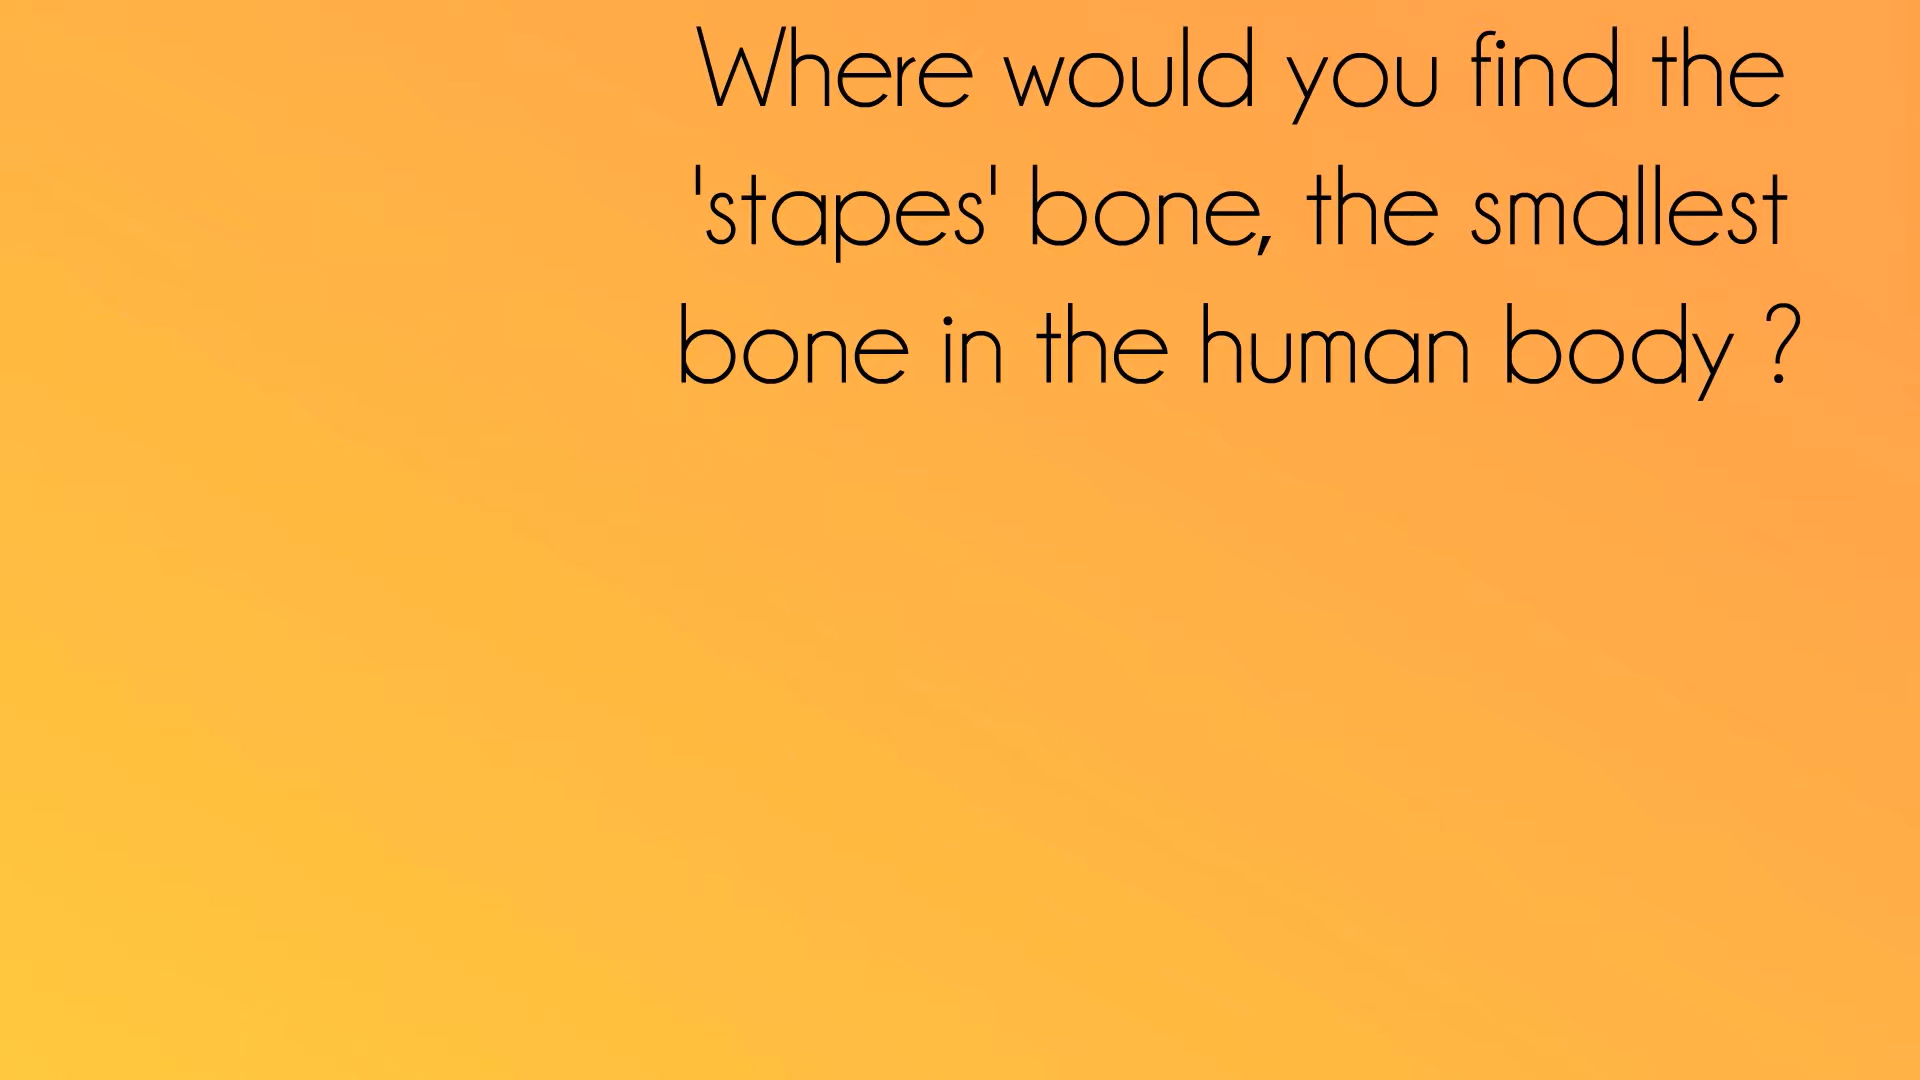 Where would you find the
'stapes' bone, the smallest
bone in the human body ?